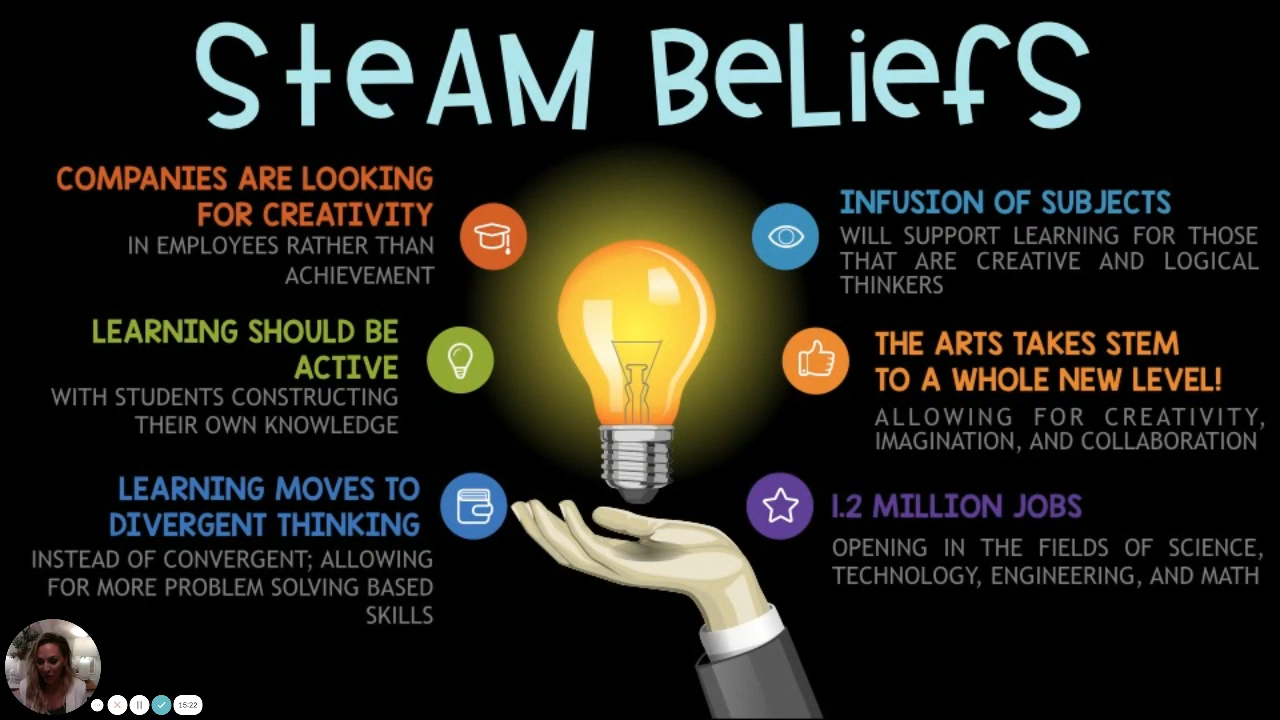 SteAM BeLiefS
COMPANIES ARE LOOKING
FOR CREATIVITY
IN EMPLOYEES RATHER THAN
ACHIEVEMENT
LEARNING SHOULD BE
ACTIVE
WITH STUDENTS CONSTRUCTING
THEIR OWN KNOWLEDGE
LEARNING MOVES TO
DIVERGENT THINKING
INSTEAD OF CONVERGENT; ALLOWING
FOR MORE PROBLEM SOLVING BASED
SKILLS
INFUSION OF SUBJECTS
WILL SUPPORT LEARNING FOR THOSE
THAT ARE CREATIVE AND LOGICAL
THINKERS
THE ARTS TAKES STEM
TO A WHOLE NEW LEVEL!
ALLOWING FOR CREATIVITY,
IMAGINATION, AND COLLABORATION
1.2 MILLION JOBS
OPENING IN THE FIELDS OF SCIENCE,
TECHNOLOGY, ENGINEERING, AND MATH
15:22